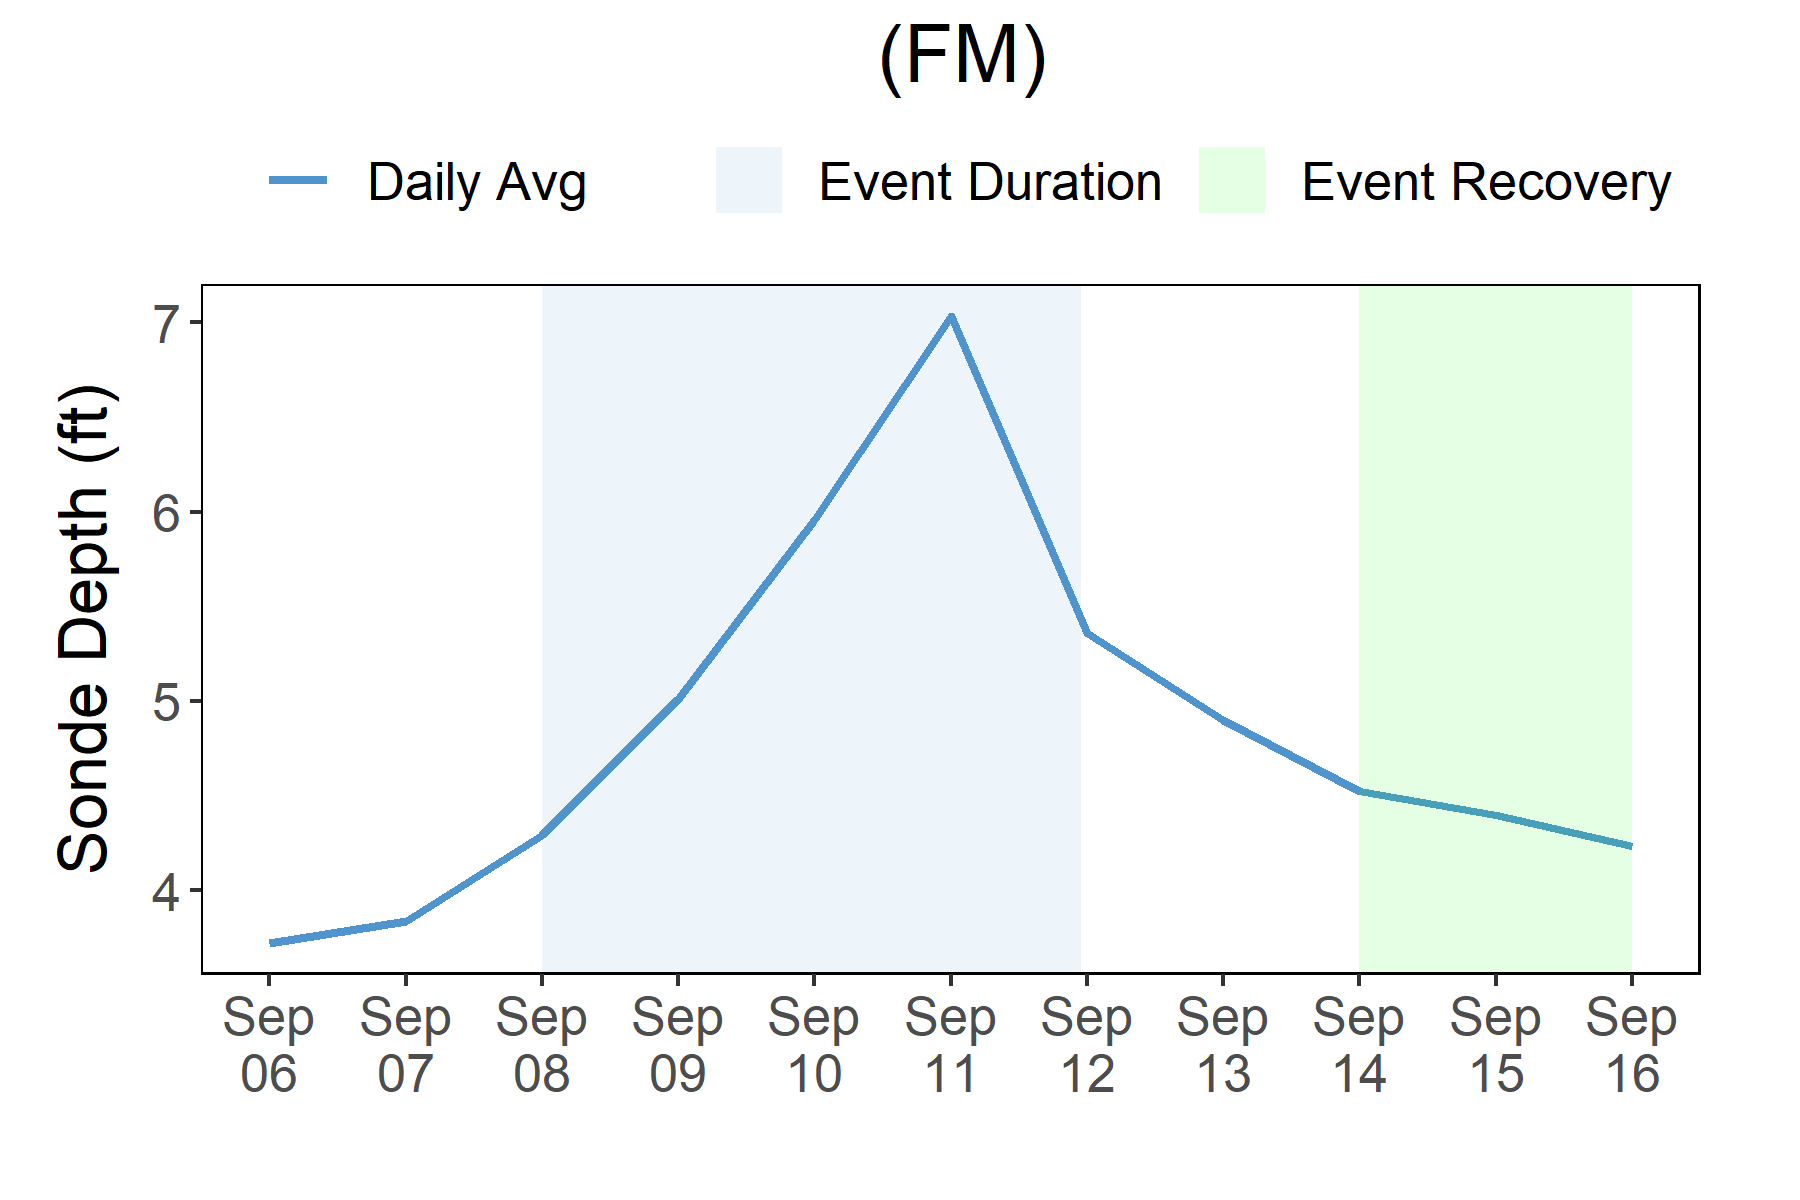 (FM)
Daily Avg
Event Duration
Event Recovery
Sonde Depth (ft)
7
6
5
4
Sep 06
Sep 07
Sep 08
Sep 09
Sep 10
Sep 11
Sep 12
Sep 13
Sep 14
Sep 15
Sep 16